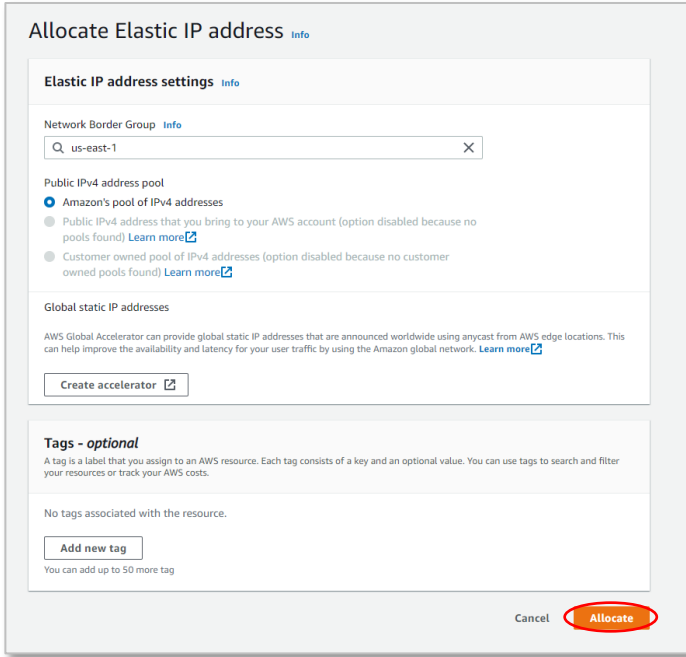 Allocate Elastic IP address Info
Elastic IP address settings Info
Network Border Group Info
us-east-1
Public IPv4 address pool
Amazon's pool of IPv4 addresses
Public IPv4 address that you bring to your AWS account (option disabled because no
pools found) Learn more
Customer owned pool of IPv4 addresses (option disabled because no customer
owned pools found) Learn more
Global static IP addresses
AWS Global Accelerator can provide global static IP addresses that are announced worldwide using anycast from AWS edge locations. This
can help improve the availability and latency for your user traffic by using the Amazon global network. Learn more
Create accelerator
Tags - optional
A tag is a label that you assign to an AWS resource. Each tag consists of a key and an optional value. You can use tags to search and filter
your resources or track your AWS costs.
No tags associated with the resource.
Add new tag
You can add up to 50 more tag
Cancel Allocate